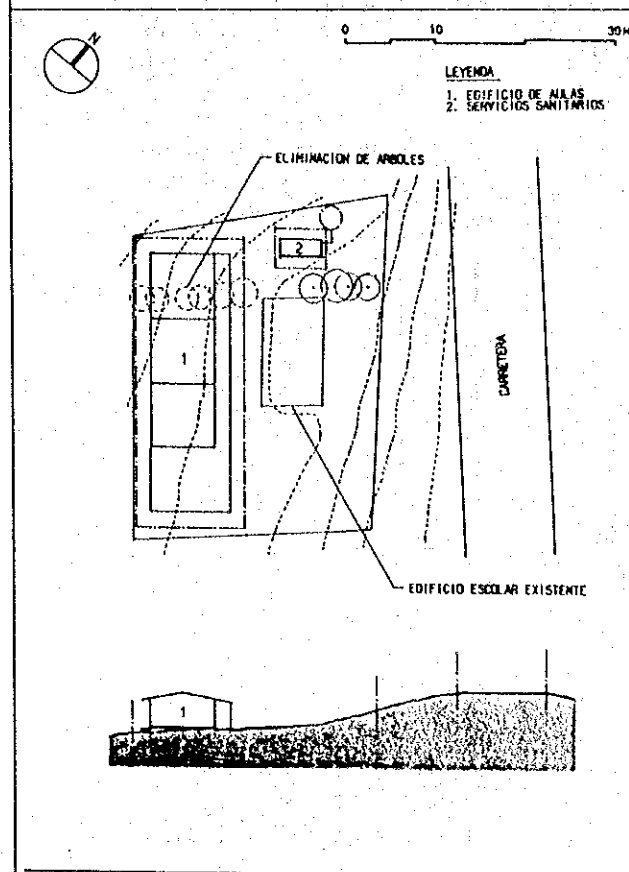 N
0 10 30 M
LEYENDA
1. EDIFICIO DE AULAS
2. SERVICIOS SANITARIOS
ELIMINACION DE ARBOLES
2
1
CARRETERA
EDIFICIO ESCOLAR EXISTENTE
1